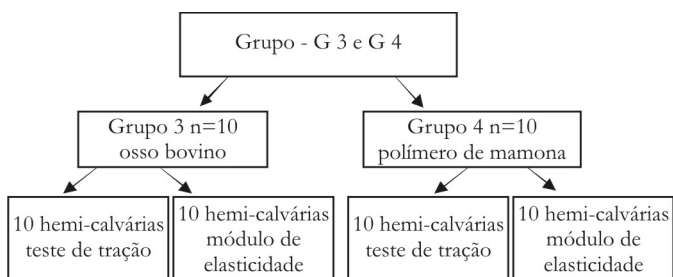 Grupo - G 3 e G 4
Grupo 3 n=10
osso bovino
Grupo 4 n=10
polímero de mamona
10 hemi-calvárias
teste de tração
10 hemi-calvárias
módulo de
elasticidade
10 hemi-calvárias
teste de tração
10 hemi-calvárias
módulo de
elasticidade